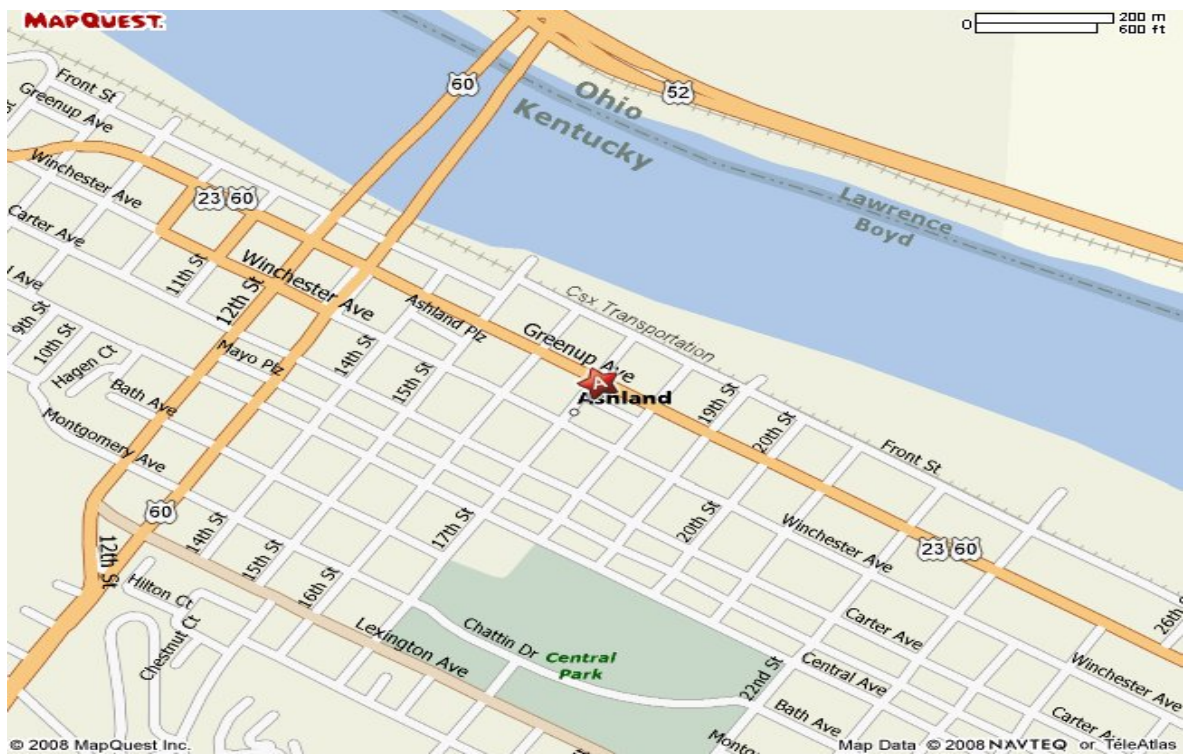 MAPQUEST.
0 200 m
600 ft
Front St
Greenup Ave
St
60
Ohio
52
Kentucky
Winchester Ave
23 60
Lawrence
Boyd
Carter Ave
11th St
Winchester Ave
12th St
Ave
9th St
10th St
Hagen Ct
Mayo Plz
14th St
15th St
Ashland Plz
Csx Transportation
Greenup Ave
A
Ashland
19th St
20th St
Front St
Bath Ave
Montgomery Ave
60
12th St
14th St
15th St
16th St
17th St
20th St
Winchester Ave
23 60
26th
Hilton Ct
Chestnut Ct
Lexington Ave
Chattin Dr
Central
Park
22nd St
Carter Ave
Central Ave
Winchester Ave
Bath Ave
Carter Ave
© 2008 MapQuest Inc.
Map Data © 2008 NAVTEQ or TéleAtlas